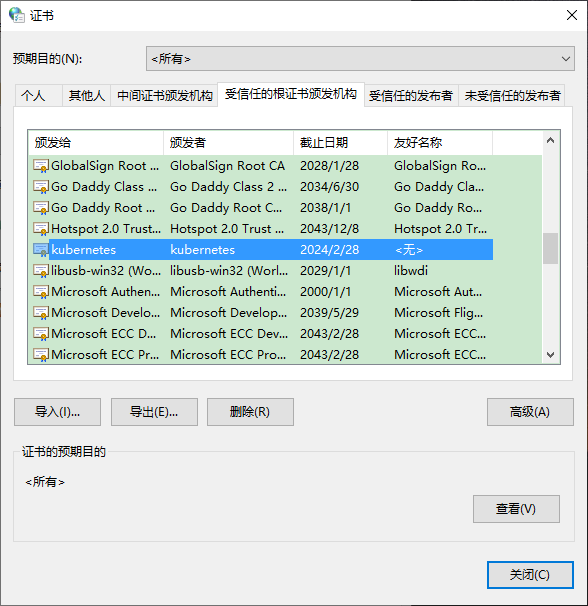 证书
预期目的(N): <所有>
个人 其他人 中间证书颁发机构 受信任的根证书颁发机构 受信任的发布者 未受信任的发布者
颁发给 颁发者 截止日期 友好名称
GlobalSign Root ... GlobalSign Root CA 2028/1/28 GlobalSign Ro...
Go Daddy Class ... Go Daddy Class 2 ... 2034/6/30 Go Daddy Cla...
Go Daddy Root ... Go Daddy Root C... 2038/1/1 Go Daddy Ro...
Hotspot 2.0 Trust... Hotspot 2.0 Trust... 2043/12/8 Hotspot 2.0 Tr...
kubernetes kubernetes 2024/2/28 <无>
libusb-win32 (Wo... libusb-win32 (Worl... 2029/1/1 libwdi
Microsoft Authen... Microsoft Authenti... 2000/1/1 Microsoft Aut...
Microsoft Develo... Microsoft Develop... 2039/5/29 Microsoft Flig...
Microsoft ECC D... Microsoft ECC Dev... 2043/2/28 Microsoft ECC...
Microsoft ECC Pr... Microsoft ECC Pro... 2043/2/28 Microsoft ECC...
导入(I)... 导出(E)... 删除(R) 高级(A)
证书的预期目的
<所有>
查看(V)
关闭(C)